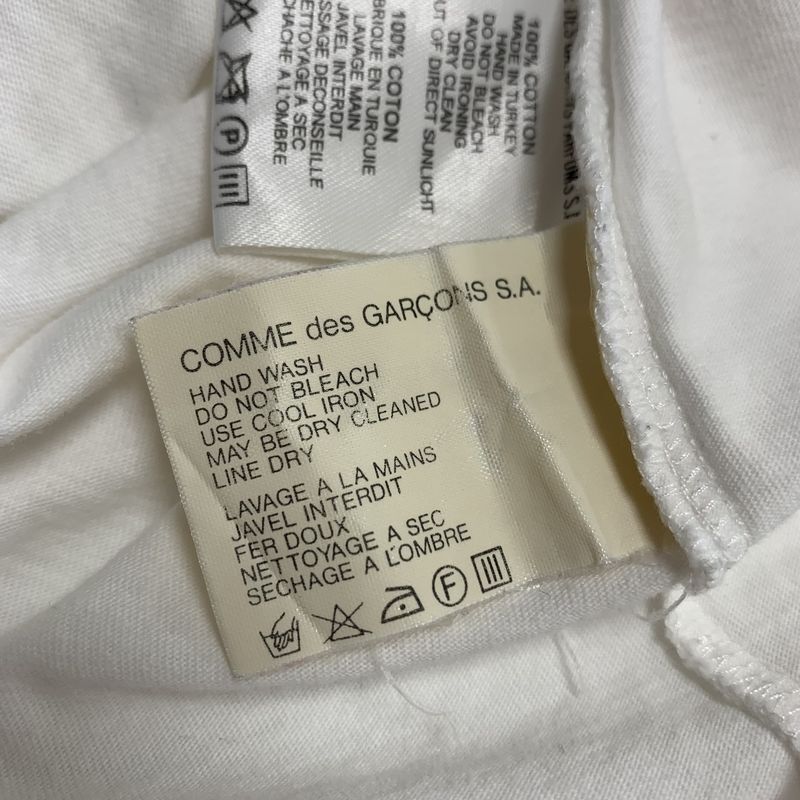 100% COTTON
MADE IN TURKEY
HAND WASH
DO NOT BLEACH
AVOID IRONING
DRY CLEAN
OUT OF DIRECT SUNLIGHT
100% COTON
BRIQUE EN TURQUIE
LAVAGE MAIN
JAVEL INTERDIT
SSAGE DECONSEILLE
NETTOYAGE A SEC
CHACHE A L'OMBRE
P
COMME des GARÇONS S.A.
HAND WASH
DO NOT BLEACH
USE COOL IRON
MAY BE DRY CLEANED
LINE DRY
LAVAGE A LA MAINS
JAVEL INTERDIT
FER DOUX
NETTOYAGE A SEC
SECHAGE A L'OMBRE
F